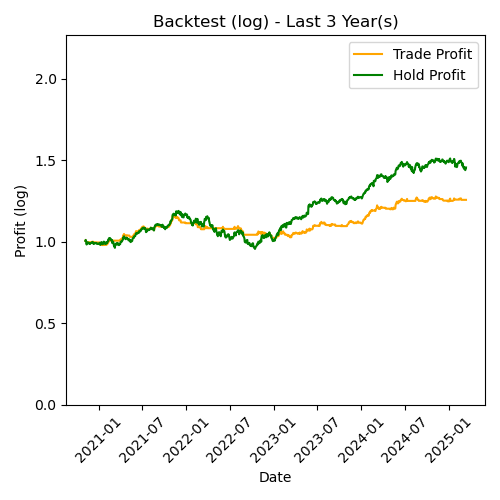 Backtest (log) - Last 3 Year(s)
Trade Profit
Hold Profit
Profit (log)
2.0
1.5
1.0
0.5
0.0
2021-01
2021-07
2022-01
2022-07
2023-01
2023-07
2024-01
2024-07
2025-01
Date